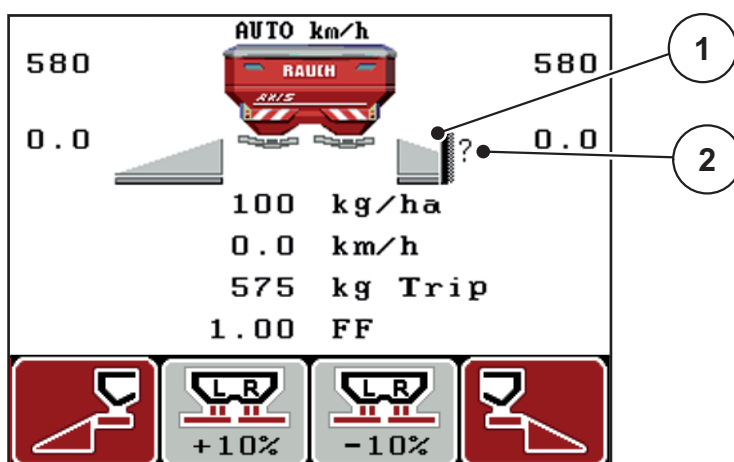 AUTO km/h
580
580
1
RAUCH
AXIS
0.0
0.0
?
2
100 kg/ha
0.0 km/h
575 kg Trip
1.00 FF
L R
+10%
L R
-10%